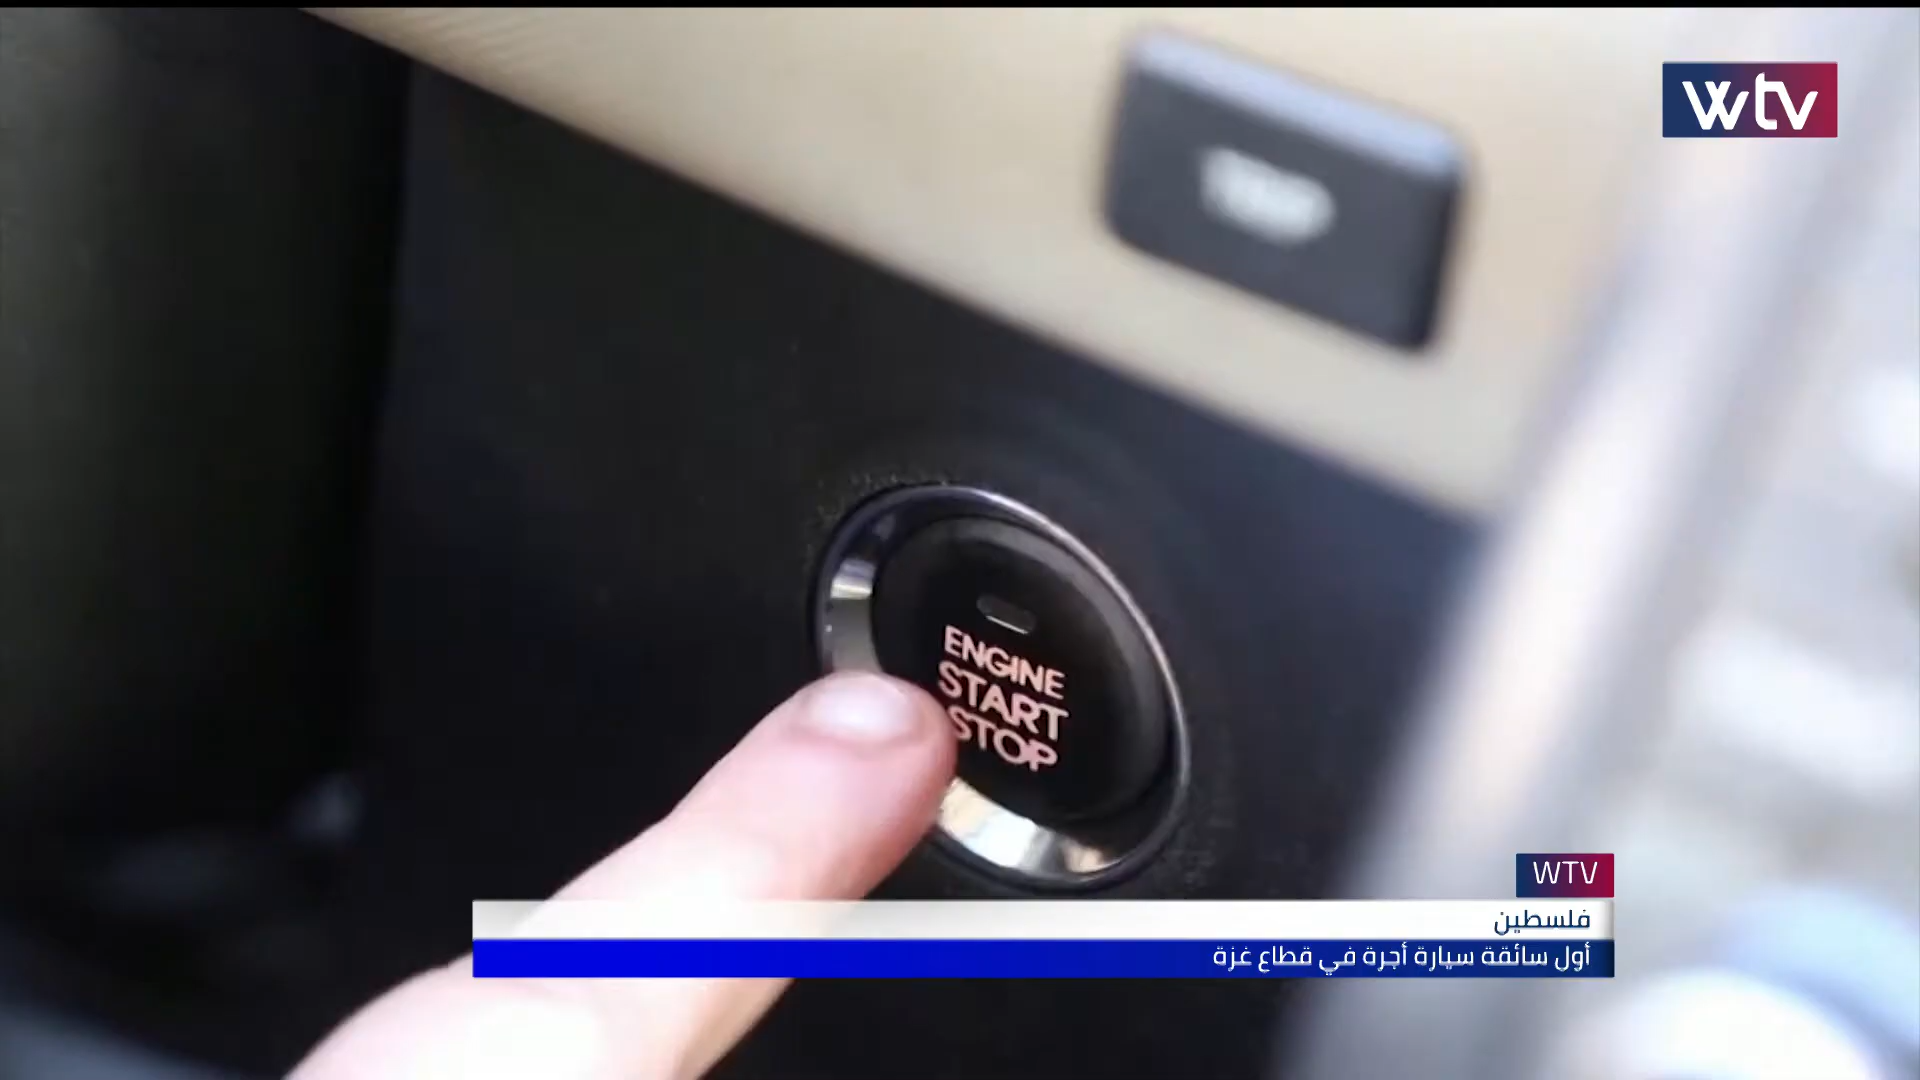 wtv
ENGINE
START
STOP
WTV
فلسطين
أول سائقة سيارة أجرة في قطاع غزة